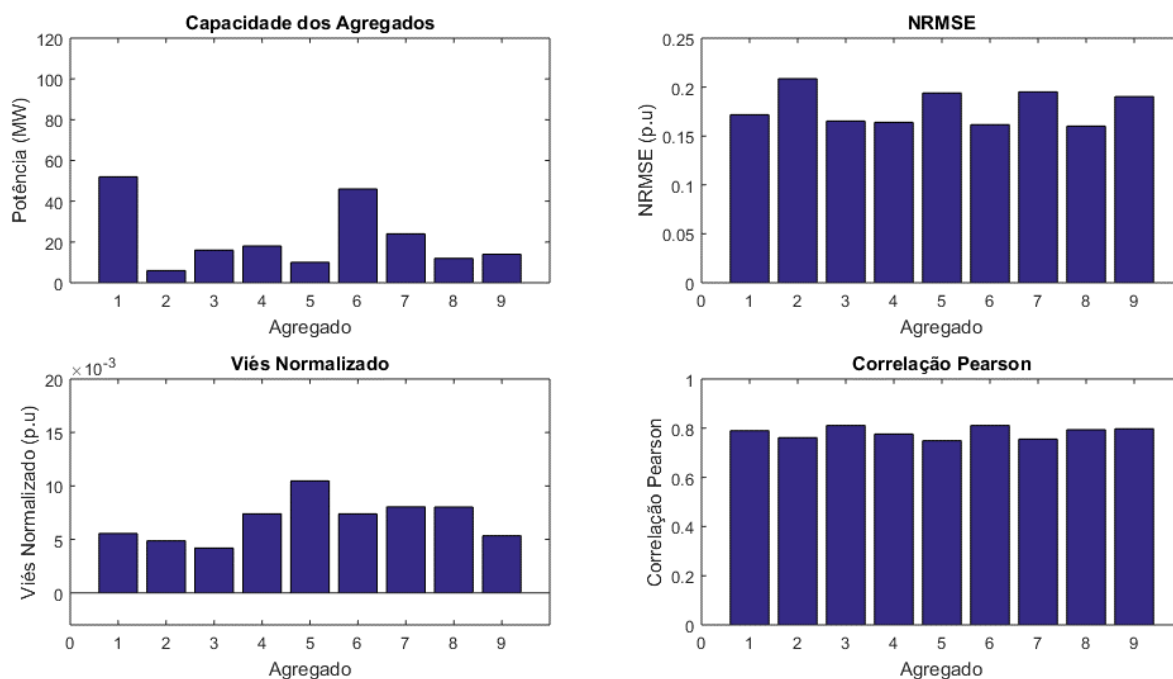 Capacidade dos Agregados
120
100
80
60
40
20
0
Potência (MW)
1 2 3 4 5 6 7 8 9
Agregado
NRMSE
0.25
0.2
0.15
0.1
0.05
0
NRMSE (p.u)
0 1 2 3 4 5 6 7 8 9
Agregado
Viés Normalizado
× 10⁻³
20
15
10
5
0
Viés Normalizado (p.u)
0 1 2 3 4 5 6 7 8 9
Agregado
Correlação Pearson
1
0.8
0.6
0.4
0.2
0
Correlação Pearson
0 1 2 3 4 5 6 7 8 9
Agregado